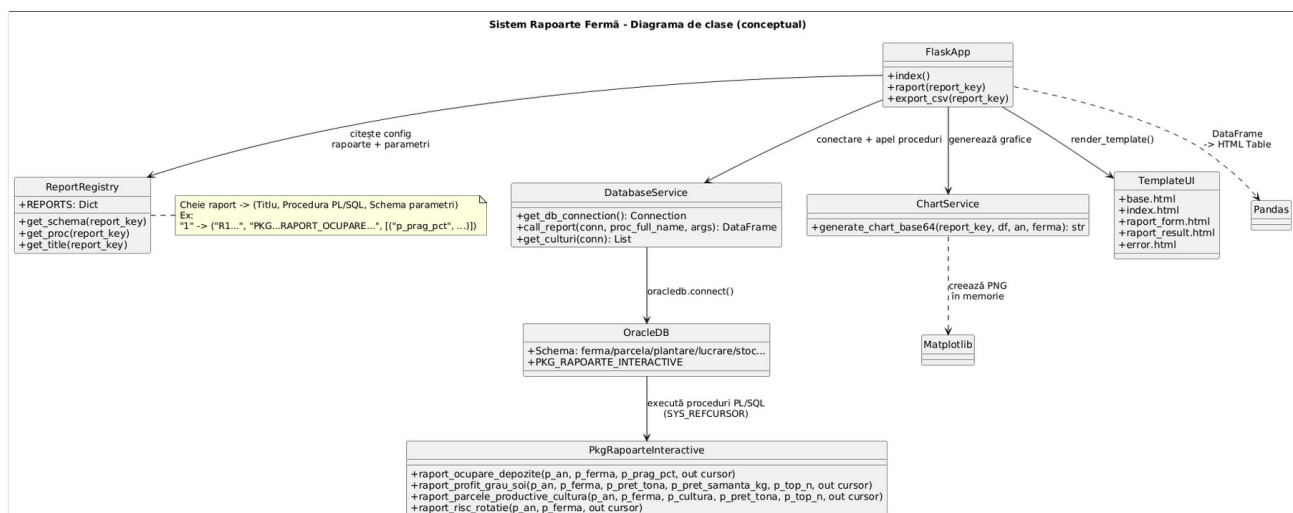 Sistem Rapoarte Fermă - Diagrama de clase (conceptual)
FlaskApp
+index()
+raport(report_key)
+export_csv(report_key)
citește config
rapoarte + parametri
conectare + apel proceduri
generează grafice
render_template()
DataFrame
-> HTML Table
ReportRegistry
+REPORTS: Dict
+get_schema(report_key)
+get_proc(report_key)
+get_title(report_key)
Cheie raport -> (Titlu, Procedura PL/SQL, Schema parametri)
Ex:
"1" -> ("R1...", "PKG...RAPORT_OCUPARE...", [("p_prag_pct", ...)])
DatabaseService
+get_db_connection(): Connection
+call_report(conn, proc_full_name, args): DataFrame
+get_culturi(conn): List
ChartService
+generate_chart_base64(report_key, df, an, ferma): str
TemplateUI
+base.html
+index.html
+raport_form.html
+raport_result.html
+error.html
Pandas
oracledb.connect()
creează PNG
în memorie
OracleDB
+Schema: ferma/parcela/plantare/lucrare/stoc...
+PKG_RAPOARTE_INTERACTIVE
Matplotlib
execută proceduri PL/SQL
(SYS_REFCURSOR)
PkgRapoarteInteractive
+raport_ocupare_depozite(p_an, p_ferma, p_prag_pct, out cursor)
+raport_profit_grau_soi(p_an, p_ferma, p_pret_tona, p_pret_samanta_kg, p_top_n, out cursor)
+raport_parcele_productive_cultura(p_an, p_ferma, p_cultura, p_pret_tona, p_top_n, out cursor)
+raport_risc_rotatie(p_an, p_ferma, out cursor)